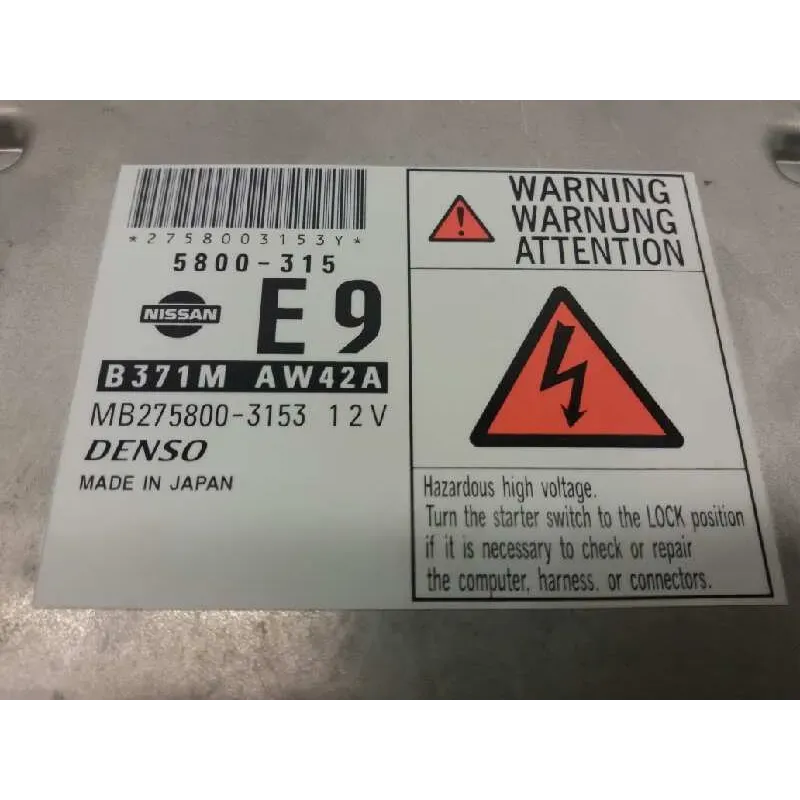 *2758003153Y*
5800-315
NISSAN
E9
B371M AW42A
MB275800-3153 12V
DENSO
MADE IN JAPAN
WARNING
WARNUNG
ATTENTION
Hazardous high voltage.
Turn the starter switch to the LOCK position
if it is necessary to check or repair
the computer, harness, or connectors.